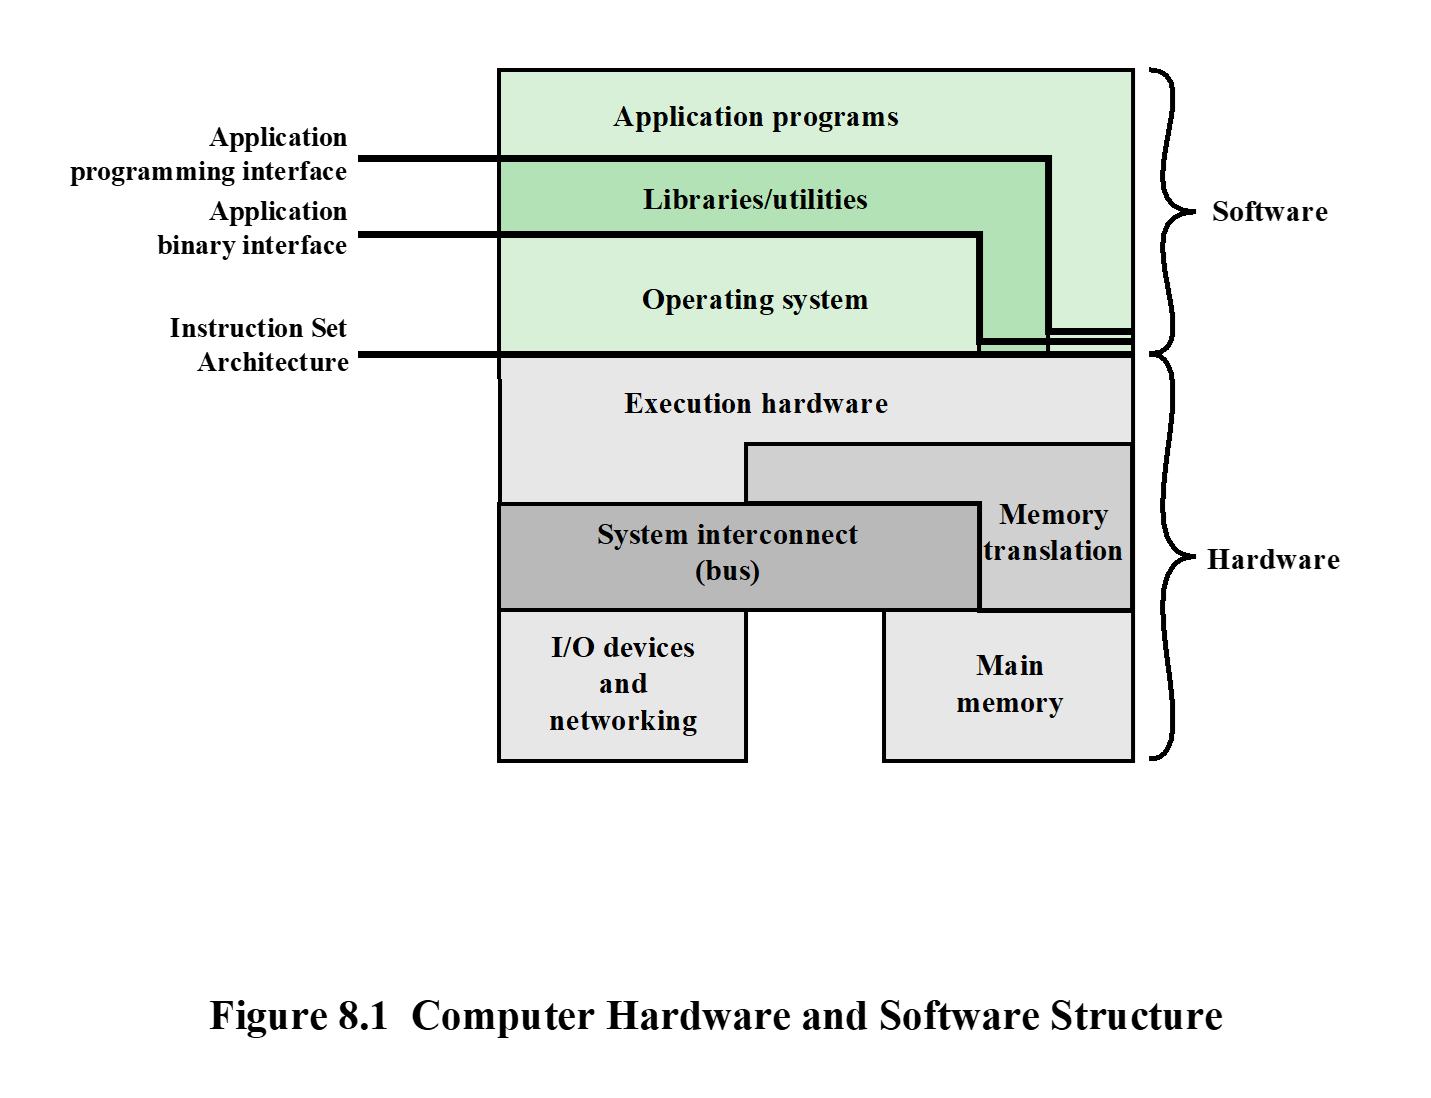 Application programs
Application
programming interface
Libraries/utilities
Application
binary interface
Software
Operating system
Instruction Set
Architecture
Execution hardware
System interconnect
(bus)
Memory
translation
Hardware
I/O devices
and
networking
Main
memory
Figure 8.1  Computer Hardware and Software Structure